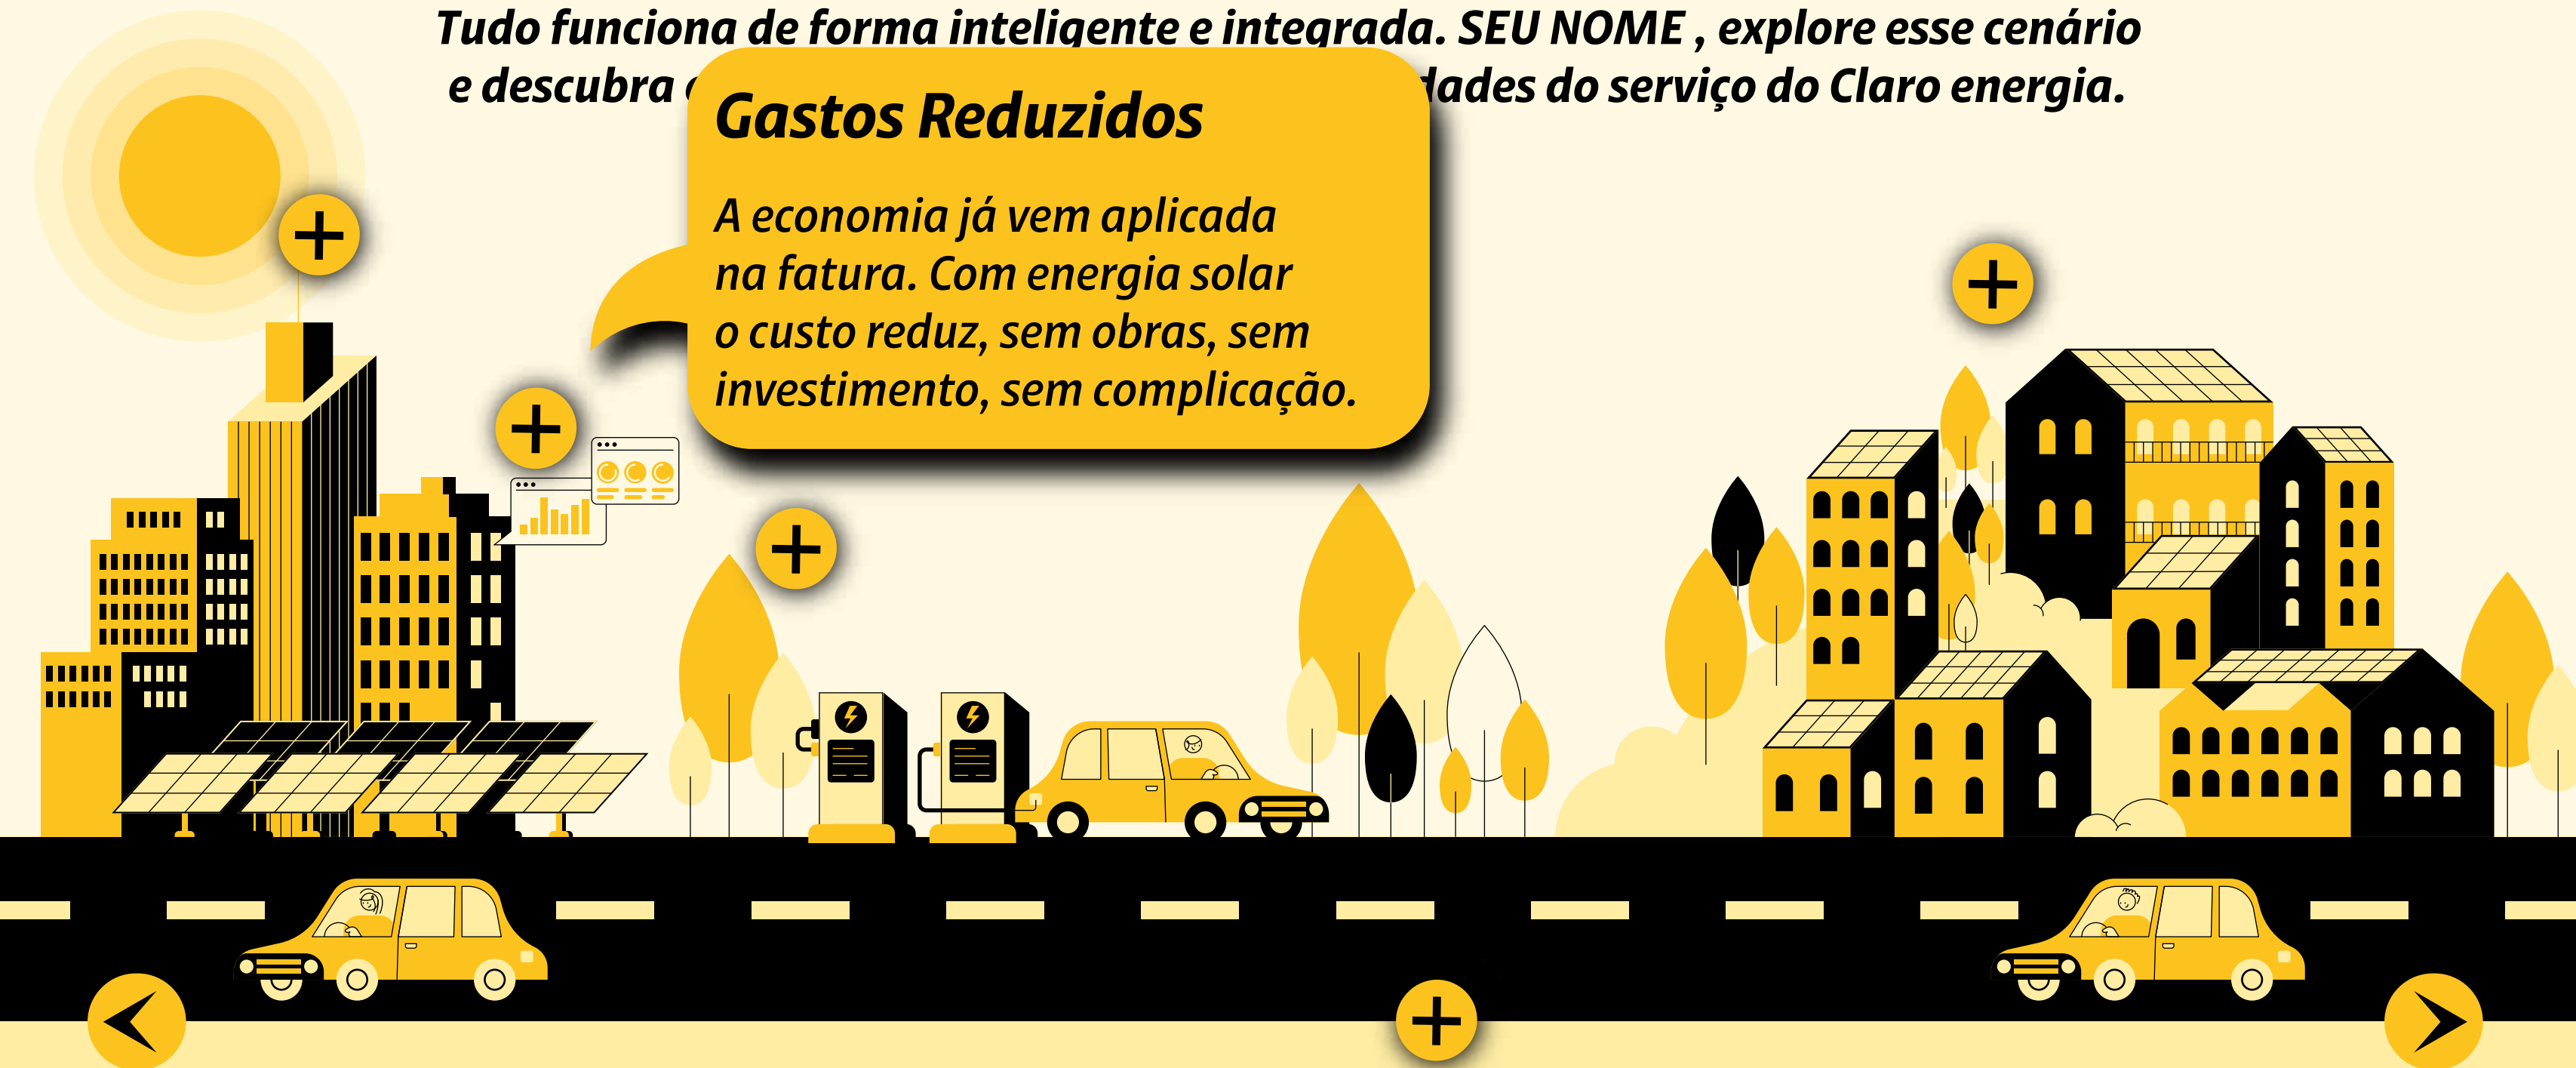 Tudo funciona de forma inteligente e integrada. SEU NOME , explore esse cenário
e descubra dades do serviço do Claro energia.
Gastos Reduzidos
A economia já vem aplicada
na fatura. Com energia solar
o custo reduz, sem obras, sem
investimento, sem complicação.